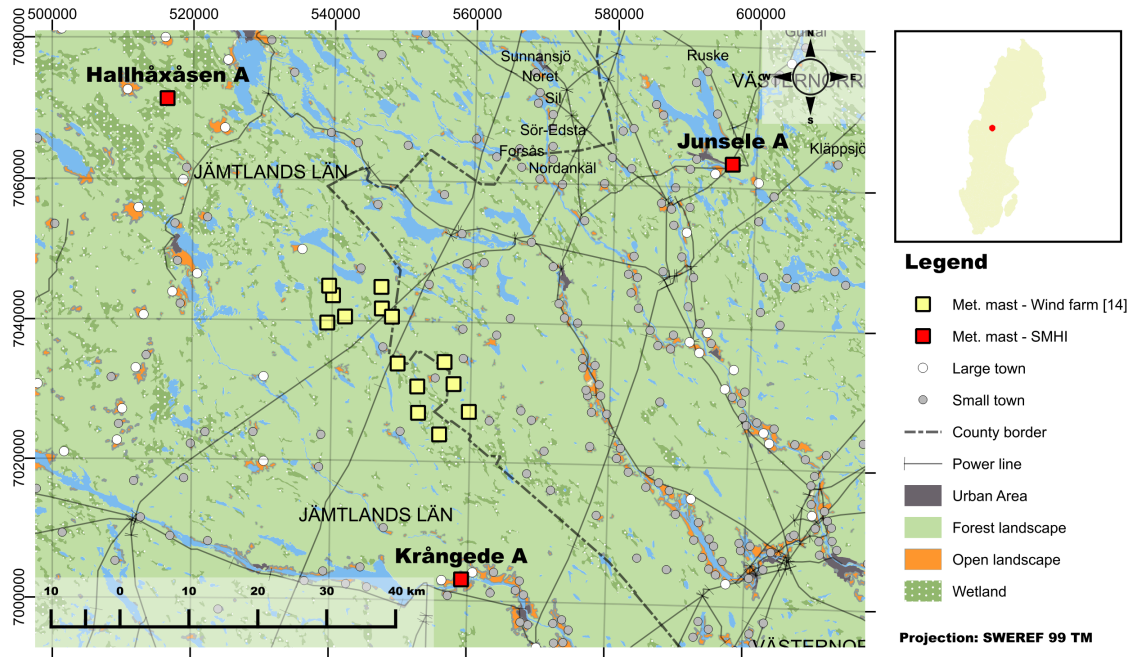 500000 520000 540000 560000 580000 600000
7080000
7060000
7040000
7020000
7000000
Hallhåxåsen A
Sunnansjö
Noret
Sil
Sör-Edsta
Forsås
Nordankäl
Ruske
N
W
E
S
Junsele A
Kläppsjö
JÄMTLANDS LÄN
JÄMTLANDS LÄN
Krångede A
10 0 10 20 30 40 km
Legend
Met. mast - Wind farm [14]
Met. mast - SMHI
Large town
Small town
County border
Power line
Urban Area
Forest landscape
Open landscape
Wetland
Projection: SWEREF 99 TM